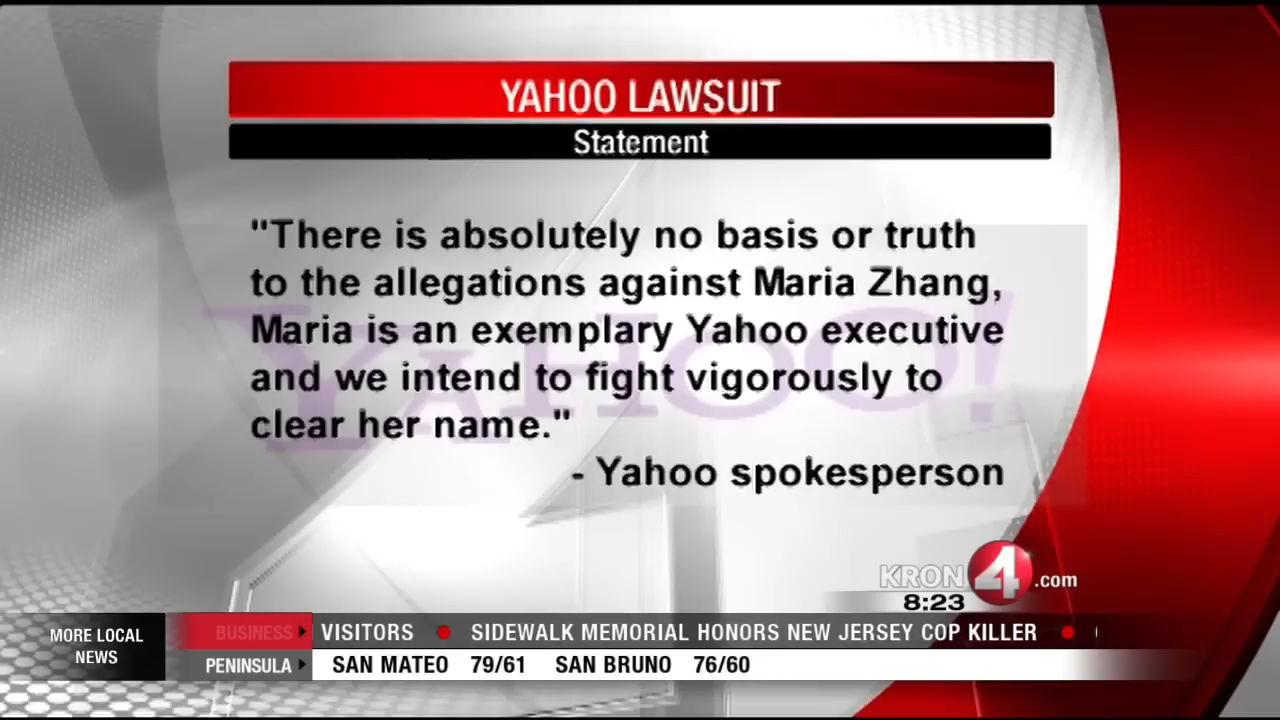 YAHOO LAWSUIT
Statement
"There is absolutely no basis or truth
to the allegations against Maria Zhang,
Maria is an exemplary Yahoo executive
and we intend to fight vigorously to
clear her name."
- Yahoo spokesperson
YAHOO!
KRON 4 .com
8:23
MORE LOCAL
NEWS
BUSINESS
VISITORS • SIDEWALK MEMORIAL HONORS NEW JERSEY COP KILLER •
PENINSULA
SAN MATEO 79/61 SAN BRUNO 76/60